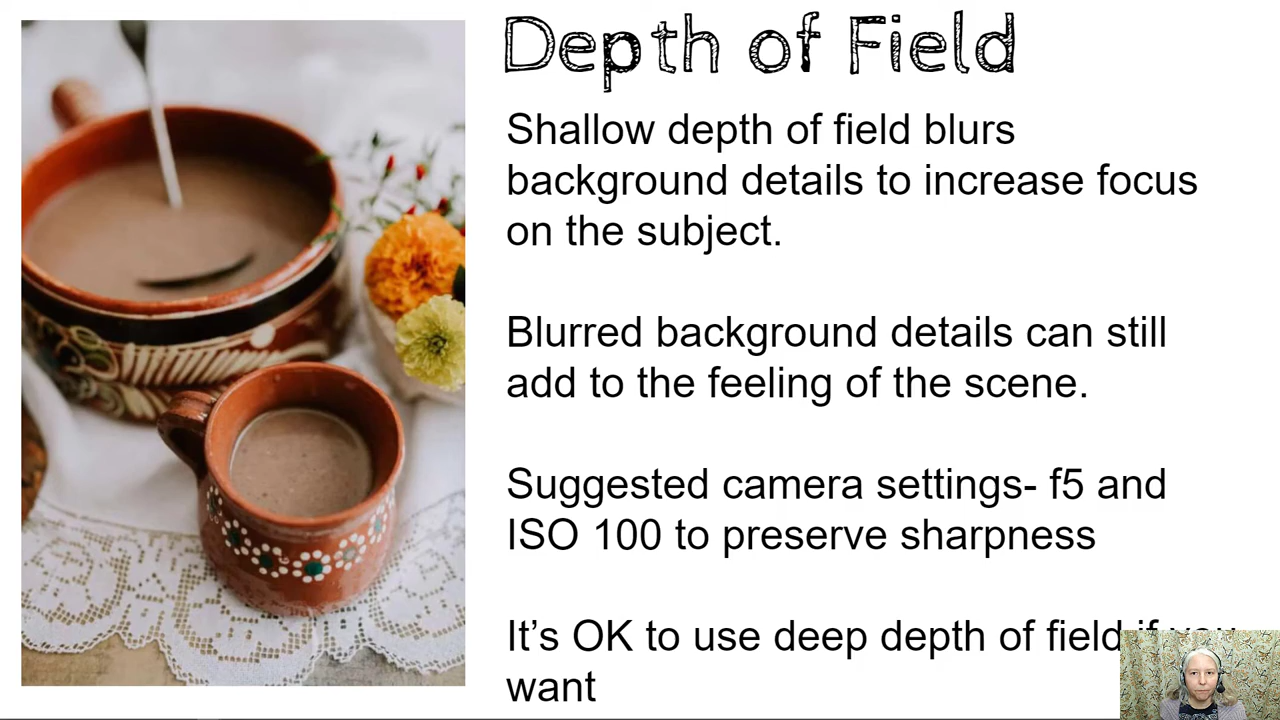 Depth of Field
Shallow depth of field blurs
background details to increase focus
on the subject.
Blurred background details can still
add to the feeling of the scene.
Suggested camera settings- f5 and
ISO 100 to preserve sharpness
It’s OK to use deep depth of field if you
want